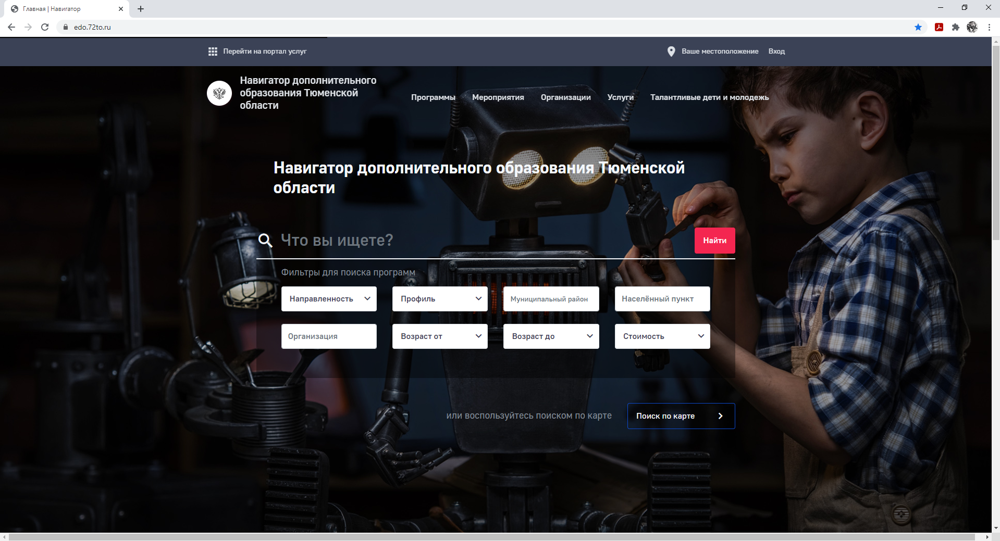 Главная | Навигатор
edo.72to.ru
Перейти на портал услуг
Ваше местоположение Вход
Навигатор дополнительного
образования Тюменской
области
Программы Мероприятия Организации Услуги Талантливые дети и молодежь
Навигатор дополнительного образования Тюменской
области
Что вы ищете? Найти
Фильтры для поиска программ
Направленность Профиль Муниципальный район Населённый пункт
Организация Возраст от Возраст до Стоимость
или воспользуйтесь поиском по карте Поиск по карте